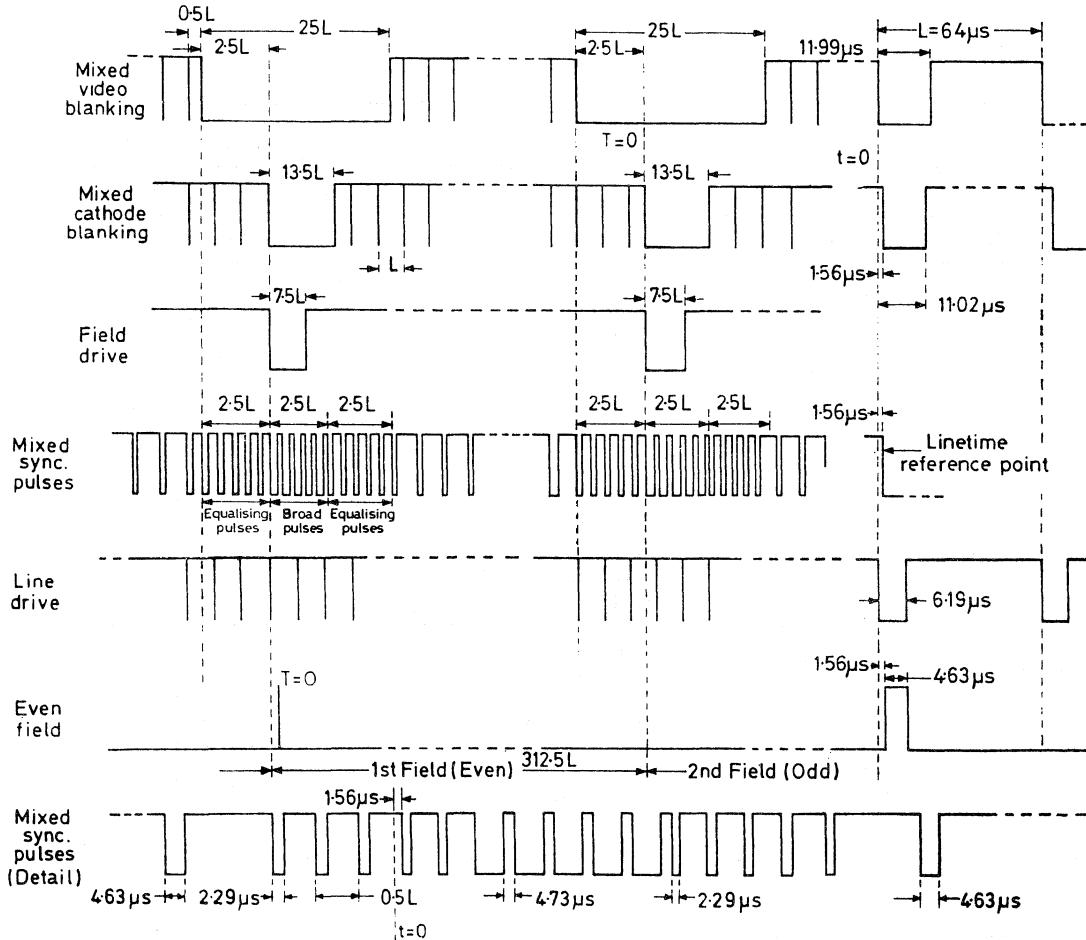 0·5L
25L
25L
L=64µs
2·5L
2·5L
11·99µs
Mixed
video
blanking
T=0
t=0
13·5L
13·5L
Mixed
cathode
blanking
L
1·56µs
11·02µs
7·5L
7·5L
Field
drive
2·5L
2·5L
2·5L
2·5L
2·5L
2·5L
1·56µs
Mixed
sync.
pulses
Linetime
reference point
Equalising
pulses
Broad
pulses
Equalising
pulses
Line
drive
6·19µs
1·56µs
T=0
4·63µs
Even
field
312·5L
1st Field (Even)
2nd Field (Odd)
1·56µs
Mixed
sync.
pulses
(Detail)
4·63µs
2·29µs
0·5L
4·73µs
2·29µs
4·63µs
t=0